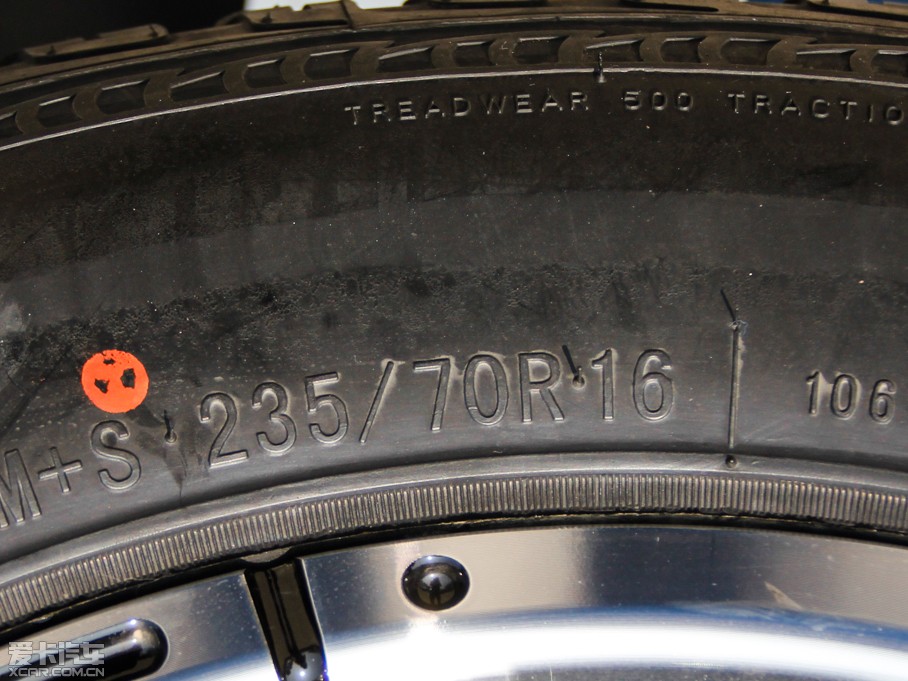 TREADWEAR 500 TRACTIO
M+S 235/70R16 106
爱卡汽车
XCAR.COM.CN